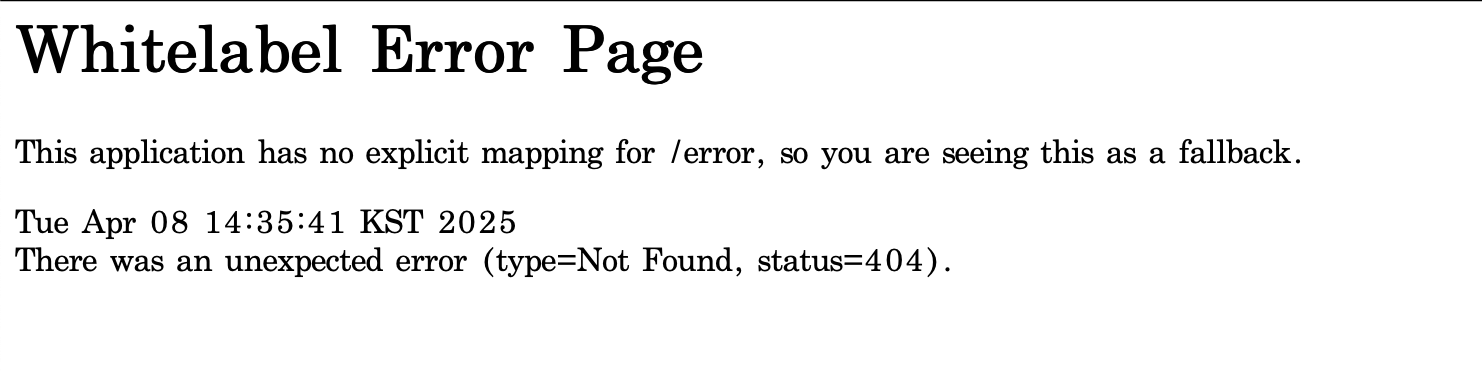 Whitelabel Error Page
This application has no explicit mapping for /error, so you are seeing this as a fallback.
Tue Apr 08 14:35:41 KST 2025
There was an unexpected error (type=Not Found, status=404).